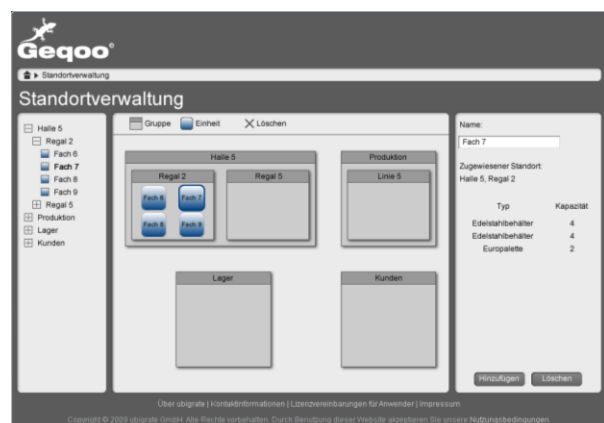 Geqoo®
Standortverwaltung
Standortverwaltung
Halle 5
Regal 2
Fach 6
Fach 7
Fach 8
Fach 9
Regal 5
Produktion
Lager
Kunden
Gruppe Einheit Löschen
Halle 5
Regal 2 Regal 5
Fach 6 Fach 7
Fach 8 Fach 9
Produktion
Linie 5
Lager
Kunden
Name:
Fach 7
Zugewiesener Standort:
Halle 5, Regal 2
Typ Kapazität
Edelstahlbehälter 4
Edelstahlbehälter 4
Europalette 2
Hinzufügen Löschen
Über ubigrate | Kontaktinformationen | Lizenzvereinbarungen für Anwender | Impressum
Copyright © 2009 ubigrate GmbH. Alle Rechte vorbehalten. Durch Benutzung dieser Website akzeptieren Sie unsere Nutzungsbedingungen.